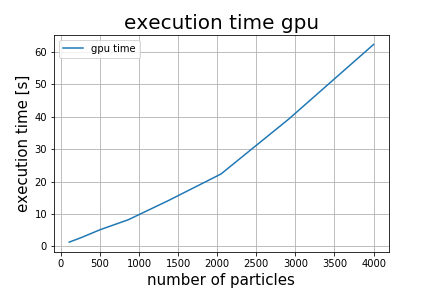 execution time gpu
gpu time
execution time [s]
60
50
40
30
20
10
0
0 500 1000 1500 2000 2500 3000 3500 4000
number of particles